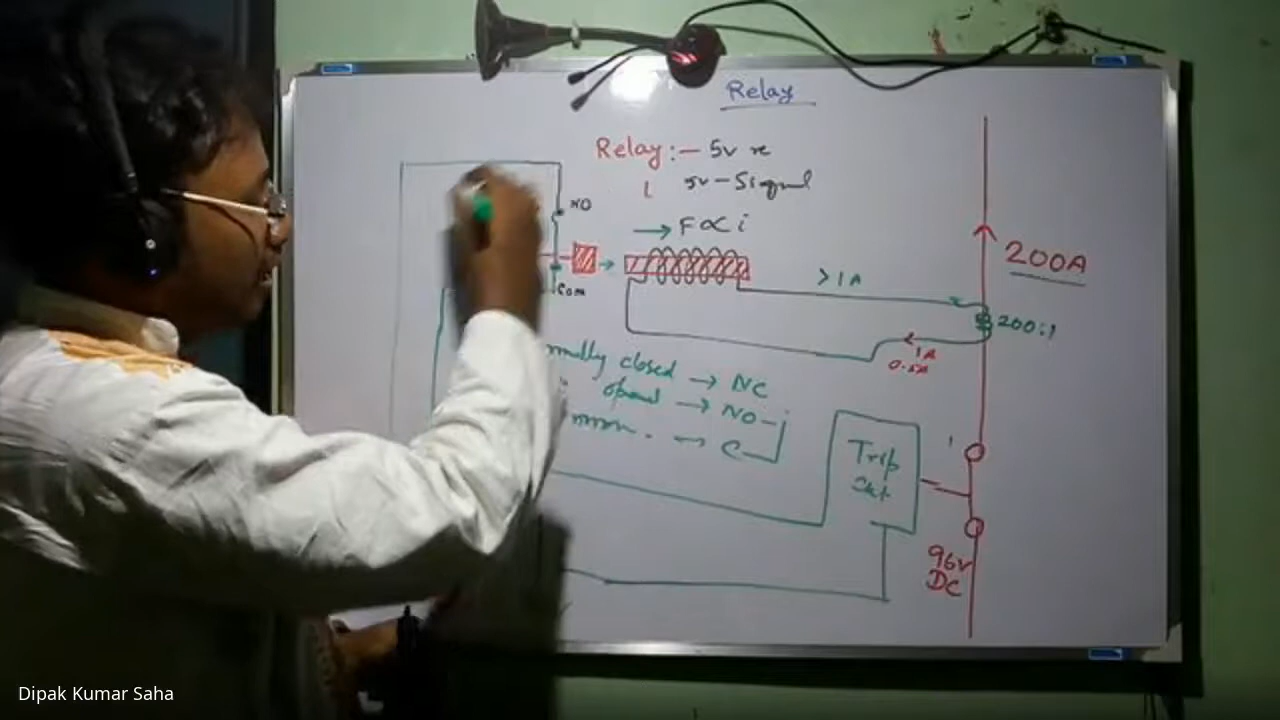 Relay
Relay :— 5v
5v — Signal
→ F ∝ i
NO
→
Com
> 1A
200A
200:1
1A
0.5A
closed → NC
→ NO
→ C
Trip
Ckt
96v
DC
Dipak Kumar Saha